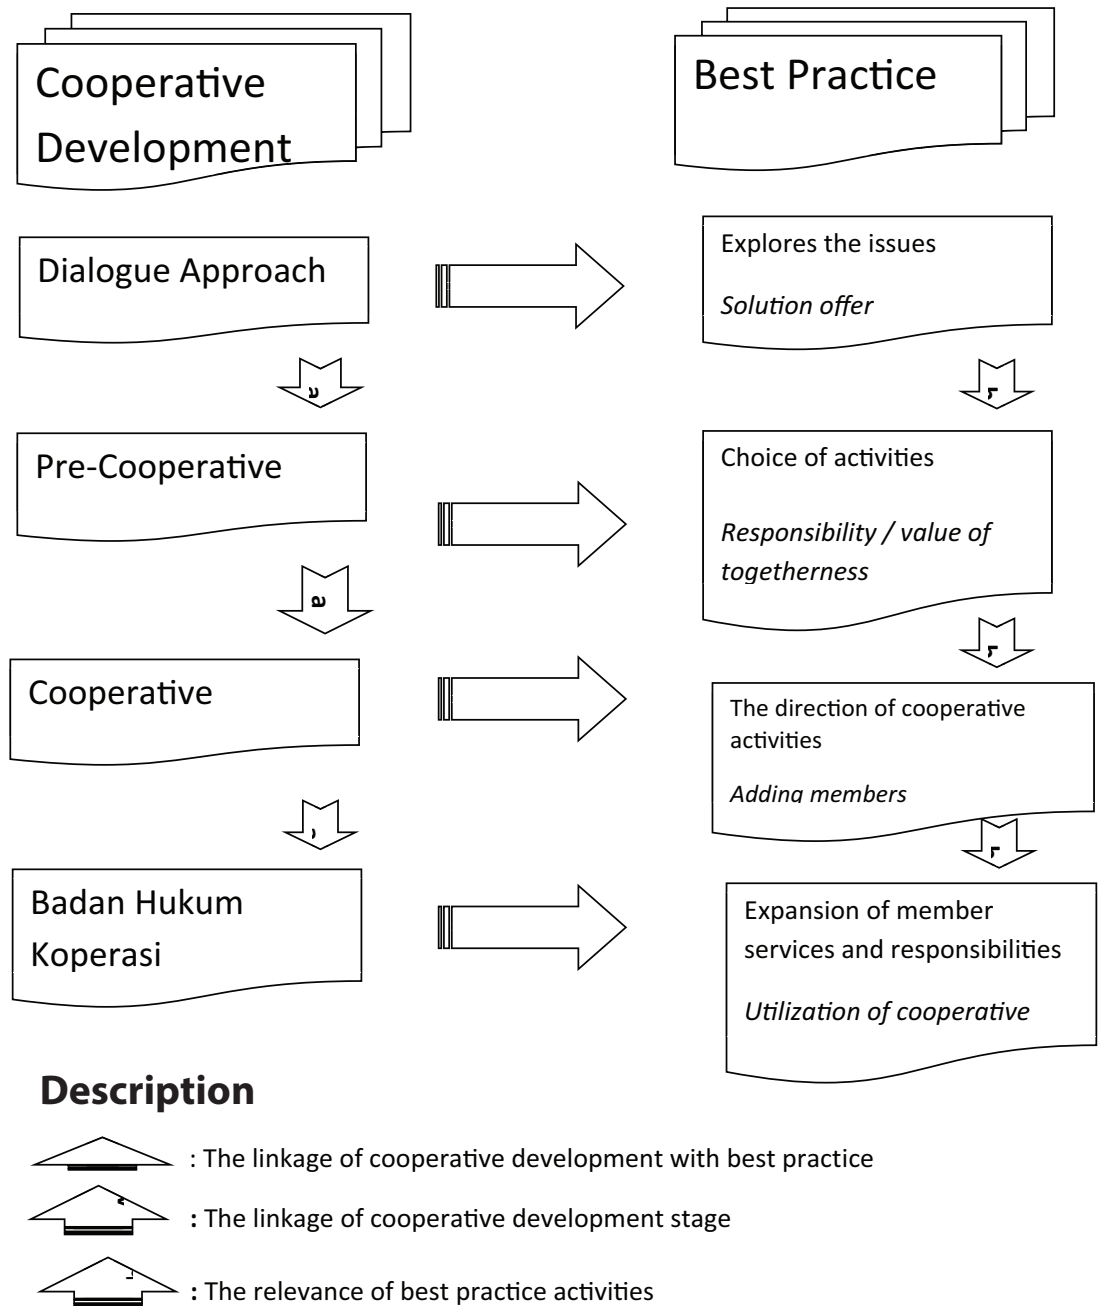 Cooperative
Development
Best Practice
Dialogue Approach
Explores the issues
Solution offer
Pre-Cooperative
Choice of activities
Responsibility / value of
togetherness
Cooperative
The direction of cooperative
activities
Adding members
Badan Hukum
Koperasi
Expansion of member
services and responsibilities
Utilization of cooperative
Description
: The linkage of cooperative development with best practice
: The linkage of cooperative development stage
: The relevance of best practice activities